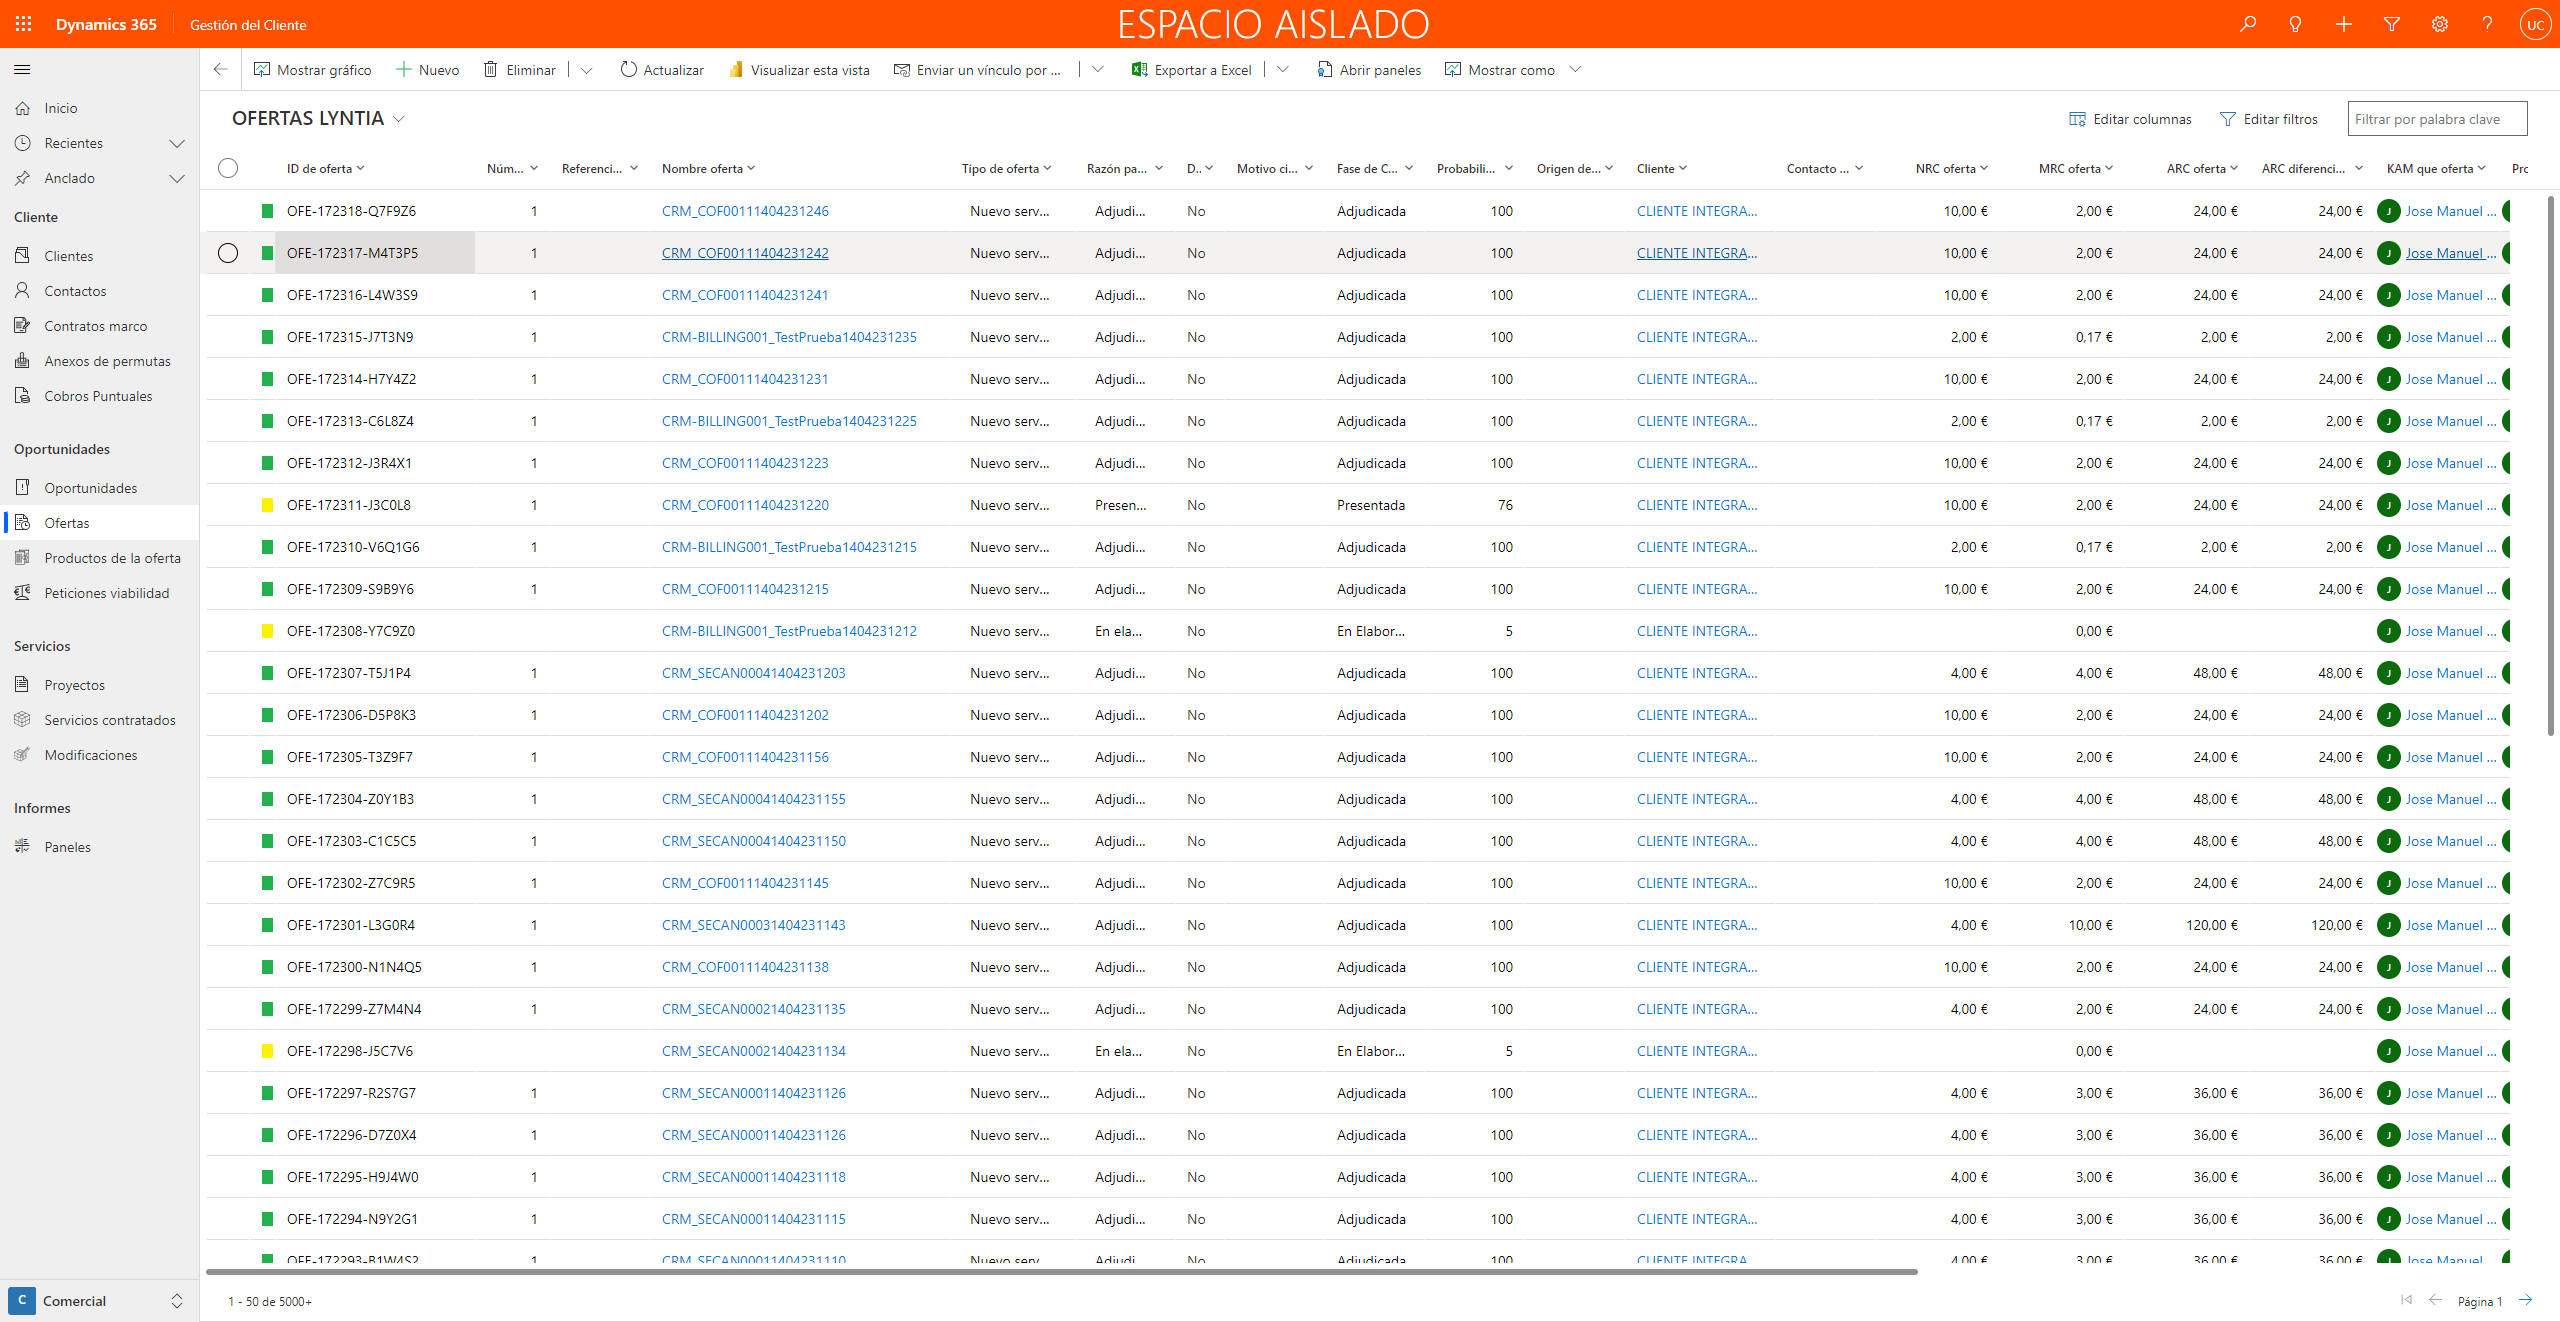 Dynamics 365 Gestión del Cliente ESPACIO AISLADO UC
Mostrar gráfico Nuevo Eliminar Actualizar Visualizar esta vista Enviar un vínculo por ... Exportar a Excel Abrir paneles Mostrar como
Inicio
Recientes
Anclado
Cliente
Clientes
Contactos
Contratos marco
Anexos de permutas
Cobros Puntuales
Oportunidades
Oportunidades
Ofertas
Productos de la oferta
Peticiones viabilidad
Servicios
Proyectos
Servicios contratados
Modificaciones
Informes
Paneles
C Comercial
OFERTAS LYNTIA Editar columnas Editar filtros Filtrar por palabra clave
ID de oferta Núm... Referenci... Nombre oferta Tipo de oferta Razón pa... D.. Motivo ci... Fase de C... Probabili... Origen de... Cliente Contacto ... NRC oferta MRC oferta ARC oferta ARC diferenci... KAM que oferta Prc
OFE-172318-Q7F9Z6 1 CRM_COF00111404231246 Nuevo serv... Adjudi... No Adjudicada 100 CLIENTE INTEGRA... 10,00 € 2,00 € 24,00 € 24,00 € J Jose Manuel ...
OFE-172317-M4T3P5 1 CRM_COF00111404231242 Nuevo serv... Adjudi... No Adjudicada 100 CLIENTE INTEGRA... 10,00 € 2,00 € 24,00 € 24,00 € J Jose Manuel ...
OFE-172316-L4W3S9 1 CRM_COF00111404231241 Nuevo serv... Adjudi... No Adjudicada 100 CLIENTE INTEGRA... 10,00 € 2,00 € 24,00 € 24,00 € J Jose Manuel ...
OFE-172315-J7T3N9 1 CRM-BILLING001_TestPrueba1404231235 Nuevo serv... Adjudi... No Adjudicada 100 CLIENTE INTEGRA... 2,00 € 0,17 € 2,00 € 2,00 € J Jose Manuel ...
OFE-172314-H7Y4Z2 1 CRM_COF00111404231231 Nuevo serv... Adjudi... No Adjudicada 100 CLIENTE INTEGRA... 10,00 € 2,00 € 24,00 € 24,00 € J Jose Manuel ...
OFE-172313-C6L8Z4 1 CRM-BILLING001_TestPrueba1404231225 Nuevo serv... Adjudi... No Adjudicada 100 CLIENTE INTEGRA... 2,00 € 0,17 € 2,00 € 2,00 € J Jose Manuel ...
OFE-172312-J3R4X1 1 CRM_COF00111404231223 Nuevo serv... Adjudi... No Adjudicada 100 CLIENTE INTEGRA... 10,00 € 2,00 € 24,00 € 24,00 € J Jose Manuel ...
OFE-172311-J3C0L8 1 CRM_COF00111404231220 Nuevo serv... Presen... No Presentada 76 CLIENTE INTEGRA... 10,00 € 2,00 € 24,00 € 24,00 € J Jose Manuel ...
OFE-172310-V6Q1G6 1 CRM-BILLING001_TestPrueba1404231215 Nuevo serv... Adjudi... No Adjudicada 100 CLIENTE INTEGRA... 2,00 € 0,17 € 2,00 € 2,00 € J Jose Manuel ...
OFE-172309-S9B9Y6 1 CRM_COF00111404231215 Nuevo serv... Adjudi... No Adjudicada 100 CLIENTE INTEGRA... 10,00 € 2,00 € 24,00 € 24,00 € J Jose Manuel ...
OFE-172308-Y7C9Z0 CRM-BILLING001_TestPrueba1404231212 Nuevo serv... En ela... No En Elabor... 5 CLIENTE INTEGRA... 0,00 € J Jose Manuel ...
OFE-172307-T5J1P4 1 CRM_SECAN00041404231203 Nuevo serv... Adjudi... No Adjudicada 100 CLIENTE INTEGRA... 4,00 € 4,00 € 48,00 € 48,00 € J Jose Manuel ...
OFE-172306-D5P8K3 1 CRM_COF00111404231202 Nuevo serv... Adjudi... No Adjudicada 100 CLIENTE INTEGRA... 10,00 € 2,00 € 24,00 € 24,00 € J Jose Manuel ...
OFE-172305-T3Z9F7 1 CRM_COF00111404231156 Nuevo serv... Adjudi... No Adjudicada 100 CLIENTE INTEGRA... 10,00 € 2,00 € 24,00 € 24,00 € J Jose Manuel ...
OFE-172304-Z0Y1B3 1 CRM_SECAN00041404231155 Nuevo serv... Adjudi... No Adjudicada 100 CLIENTE INTEGRA... 4,00 € 4,00 € 48,00 € 48,00 € J Jose Manuel ...
OFE-172303-C1C5C5 1 CRM_SECAN00041404231150 Nuevo serv... Adjudi... No Adjudicada 100 CLIENTE INTEGRA... 4,00 € 4,00 € 48,00 € 48,00 € J Jose Manuel ...
OFE-172302-Z7C9R5 1 CRM_COF00111404231145 Nuevo serv... Adjudi... No Adjudicada 100 CLIENTE INTEGRA... 10,00 € 2,00 € 24,00 € 24,00 € J Jose Manuel ...
OFE-172301-L3G0R4 1 CRM_SECAN00031404231143 Nuevo serv... Adjudi... No Adjudicada 100 CLIENTE INTEGRA... 4,00 € 10,00 € 120,00 € 120,00 € J Jose Manuel ...
OFE-172300-N1N4Q5 1 CRM_COF00111404231138 Nuevo serv... Adjudi... No Adjudicada 100 CLIENTE INTEGRA... 10,00 € 2,00 € 24,00 € 24,00 € J Jose Manuel ...
OFE-172299-Z7M4N4 1 CRM_SECAN00021404231135 Nuevo serv... Adjudi... No Adjudicada 100 CLIENTE INTEGRA... 4,00 € 2,00 € 24,00 € 24,00 € J Jose Manuel ...
OFE-172298-J5C7V6 CRM_SECAN00021404231134 Nuevo serv... En ela... No En Elabor... 5 CLIENTE INTEGRA... 0,00 € J Jose Manuel ...
OFE-172297-R2S7G7 1 CRM_SECAN00011404231126 Nuevo serv... Adjudi... No Adjudicada 100 CLIENTE INTEGRA... 4,00 € 3,00 € 36,00 € 36,00 € J Jose Manuel ...
OFE-172296-D7Z0X4 1 CRM_SECAN00011404231126 Nuevo serv... Adjudi... No Adjudicada 100 CLIENTE INTEGRA... 4,00 € 3,00 € 36,00 € 36,00 € J Jose Manuel ...
OFE-172295-H9J4W0 1 CRM_SECAN00011404231118 Nuevo serv... Adjudi... No Adjudicada 100 CLIENTE INTEGRA... 4,00 € 3,00 € 36,00 € 36,00 € J Jose Manuel ...
OFE-172294-N9Y2G1 1 CRM_SECAN00011404231115 Nuevo serv... Adjudi... No Adjudicada 100 CLIENTE INTEGRA... 4,00 € 3,00 € 36,00 € 36,00 € J Jose Manuel ...
OFE-172293-B1W4S2 1 CRM_SECAN00011404231110 Nuevo serv... Adjudi... No Adjudicada 100 CLIENTE INTEGRA... 4,00 € 3,00 € 36,00 € 36,00 € J Jose Manuel ...
1 - 50 de 5000+ Página 1